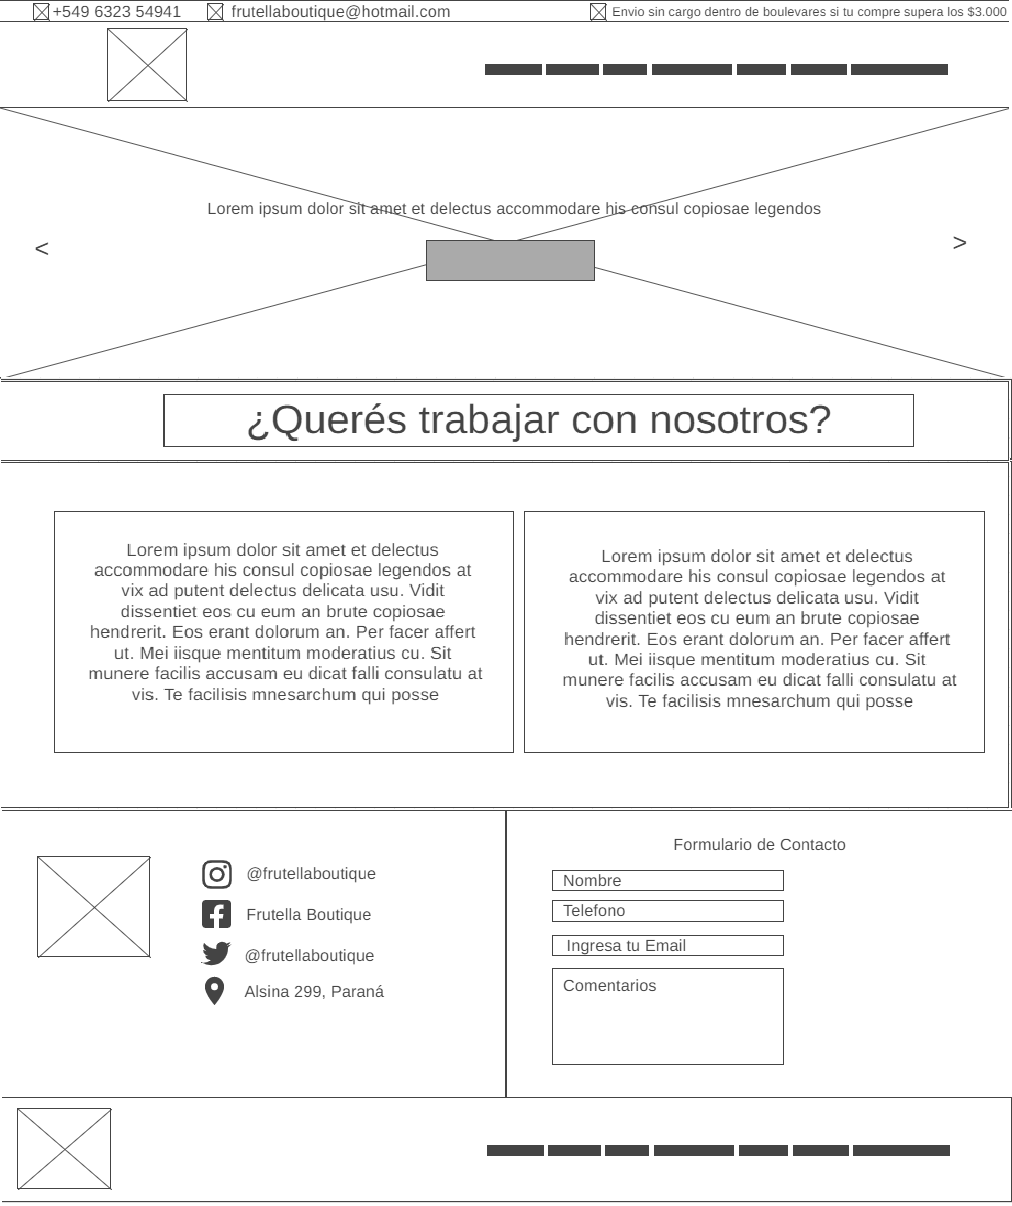 +549 6323 54941
frutellaboutique@hotmail.com
Envio sin cargo dentro de boulevares si tu compre supera los $3.000
Lorem ipsum dolor sit amet et delectus accommodare his consul copiosae legendos
<
>
¿Querés trabajar con nosotros?
Lorem ipsum dolor sit amet et delectus
accommodare his consul copiosae legendos at
vix ad putent delectus delicata usu. Vidit
dissentiet eos cu eum an brute copiosae
hendrerit. Eos erant dolorum an. Per facer affert
ut. Mei iisque mentitum moderatius cu. Sit
munere facilis accusam eu dicat falli consulatu at
vis. Te facilisis mnesarchum qui posse
Lorem ipsum dolor sit amet et delectus
accommodare his consul copiosae legendos at
vix ad putent delectus delicata usu. Vidit
dissentiet eos cu eum an brute copiosae
hendrerit. Eos erant dolorum an. Per facer affert
ut. Mei iisque mentitum moderatius cu. Sit
munere facilis accusam eu dicat falli consulatu at
vis. Te facilisis mnesarchum qui posse
@frutellaboutique
Frutella Boutique
@frutellaboutique
Alsina 299, Paraná
Formulario de Contacto
Nombre
Telefono
Ingresa tu Email
Comentarios